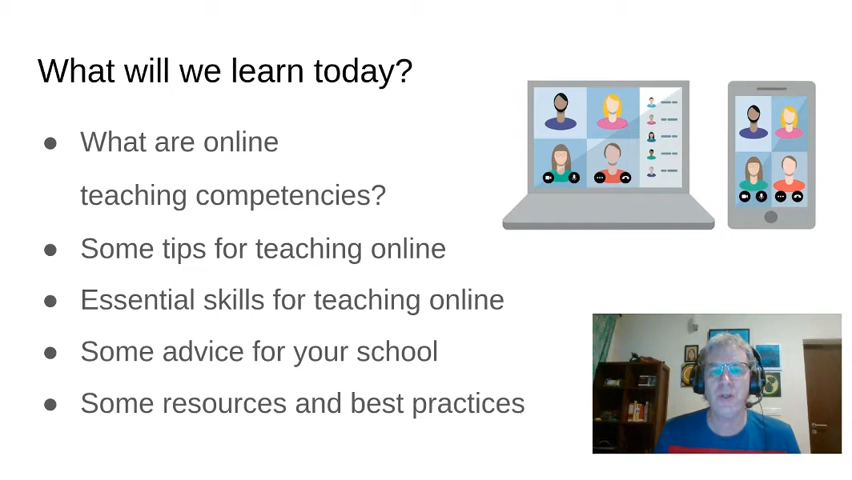 What will we learn today?
● What are online
teaching competencies?
● Some tips for teaching online
● Essential skills for teaching online
● Some advice for your school
● Some resources and best practices